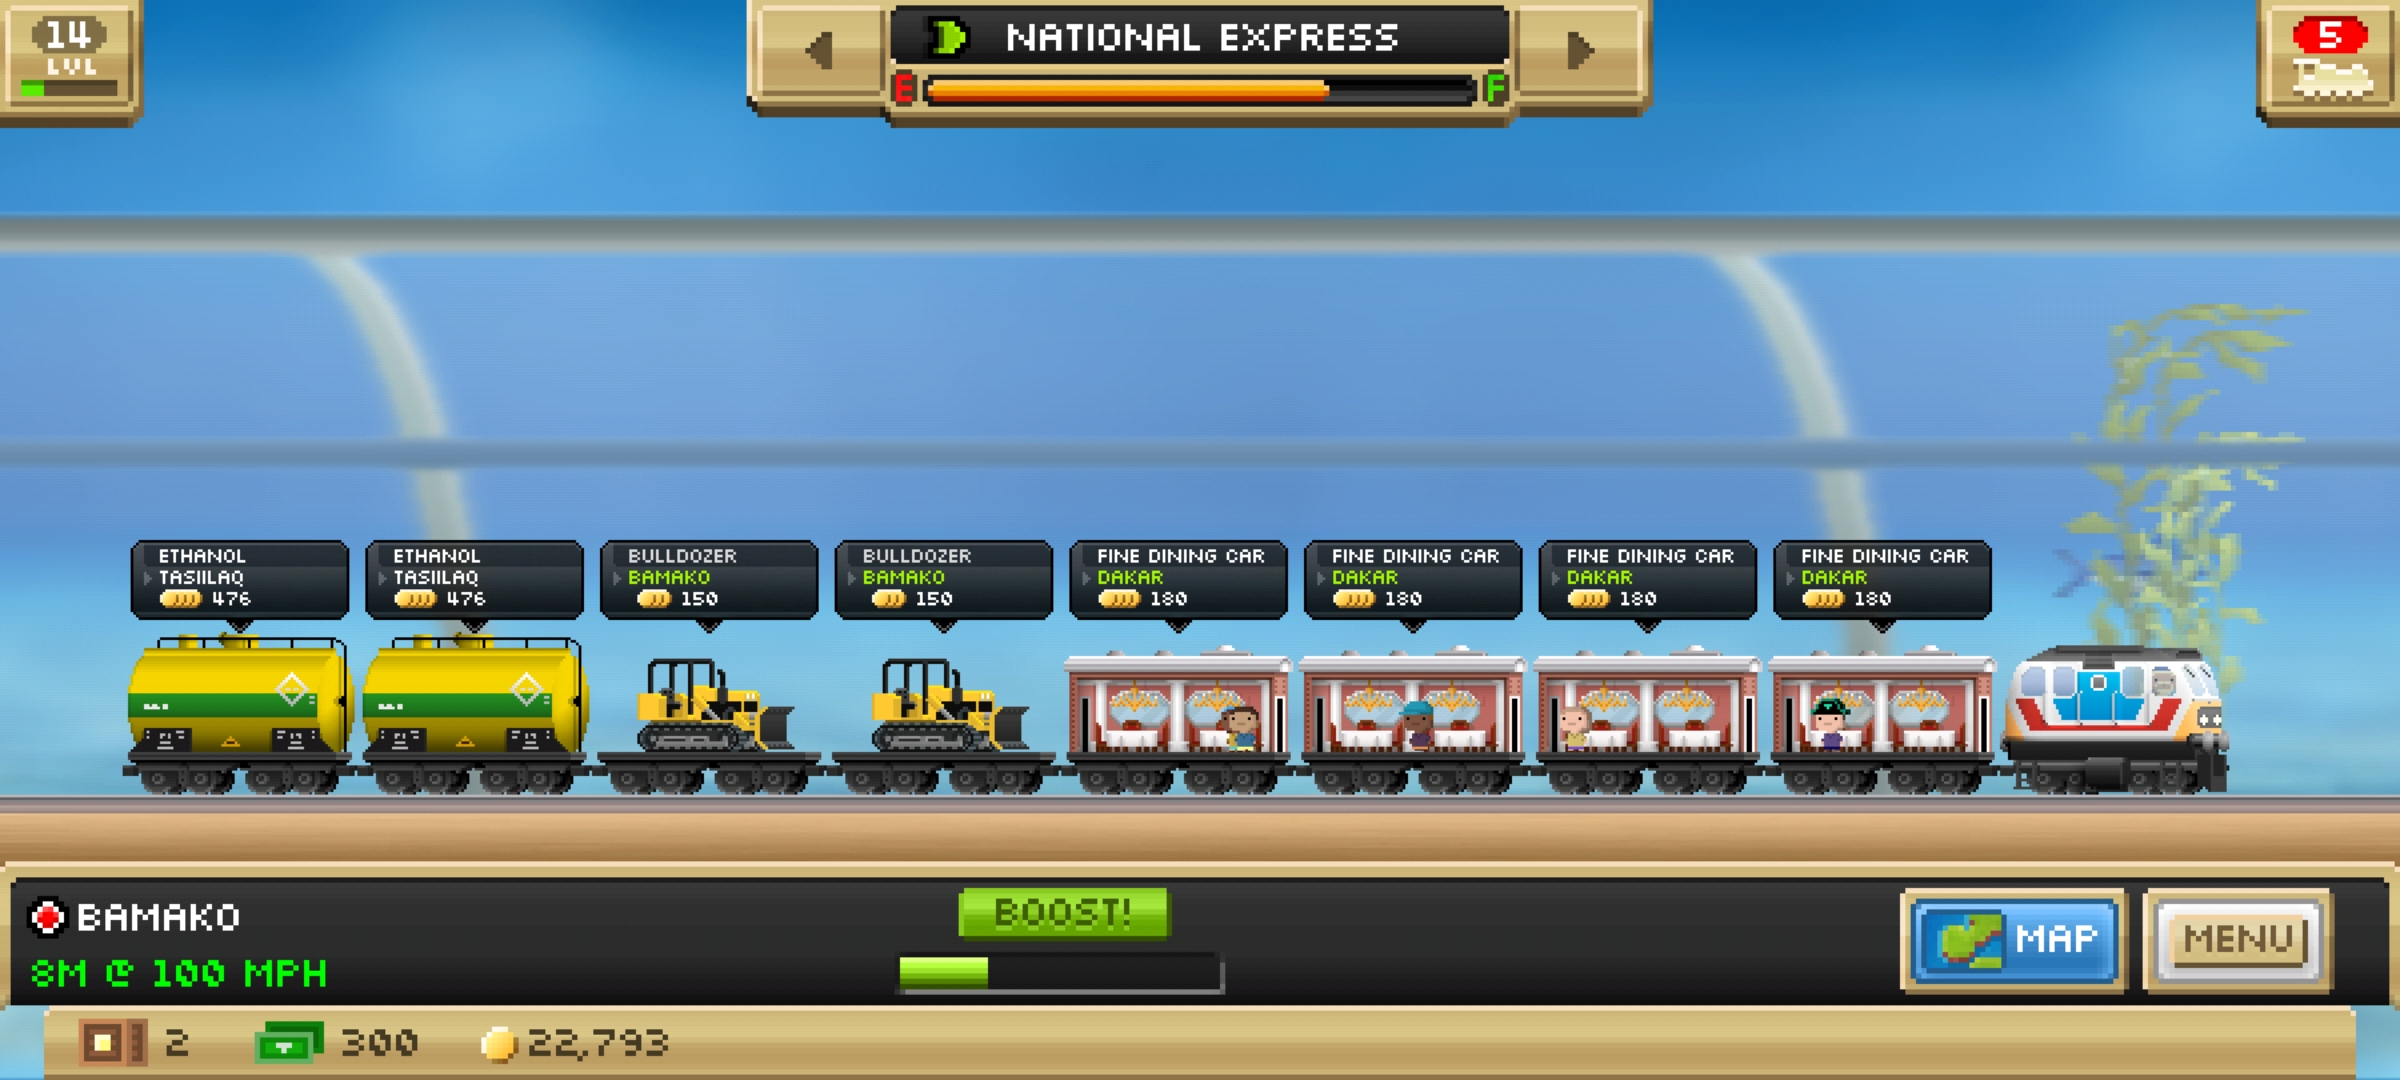 14
LVL
NATIONAL EXPRESS
E
F
5
ETHANOL
TASIILAQ
476
ETHANOL
TASIILAQ
476
BULLDOZER
BAMAKO
150
BULLDOZER
BAMAKO
150
FINE DINING CAR
DAKAR
180
FINE DINING CAR
DAKAR
180
FINE DINING CAR
DAKAR
180
FINE DINING CAR
DAKAR
180
BAMAKO
8M @ 100 MPH
BOOST!
MAP
MENU
2
300
22,793